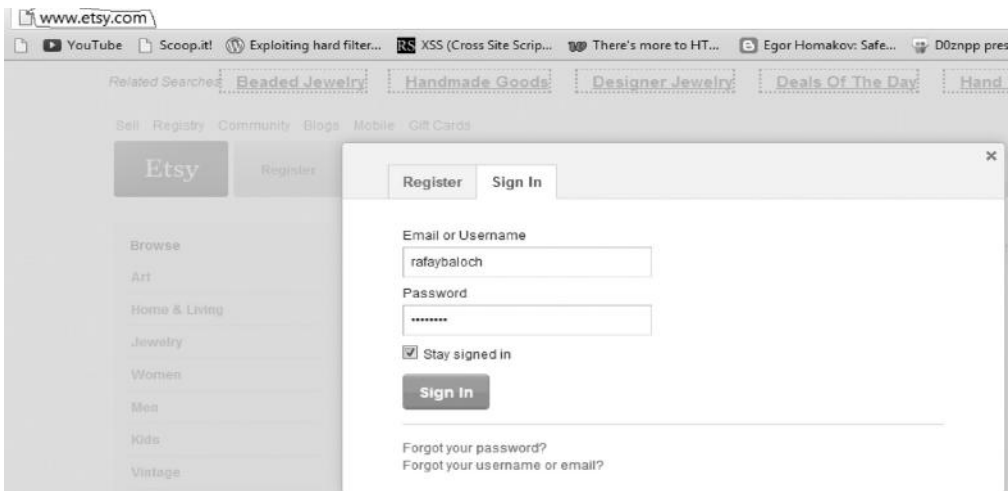 www.etsy.com
YouTube Scoop.it! Exploiting hard filter... RS XSS (Cross Site Scrip... There's more to HT... Egor Homakov: Safe... D0znpp pres
Related Searches Beaded Jewelry Handmade Goods Designer Jewelry Deals Of The Day Hand
Sell Registry Community Blogs Mobile Gift Cards
Etsy Register
Register Sign In
Email or Username
rafaybaloch
Password
••••••••
Stay signed in
Sign In
Forgot your password?
Forgot your username or email?
Browse
Art
Home & Living
Jewelry
Women
Men
Kids
Vintage